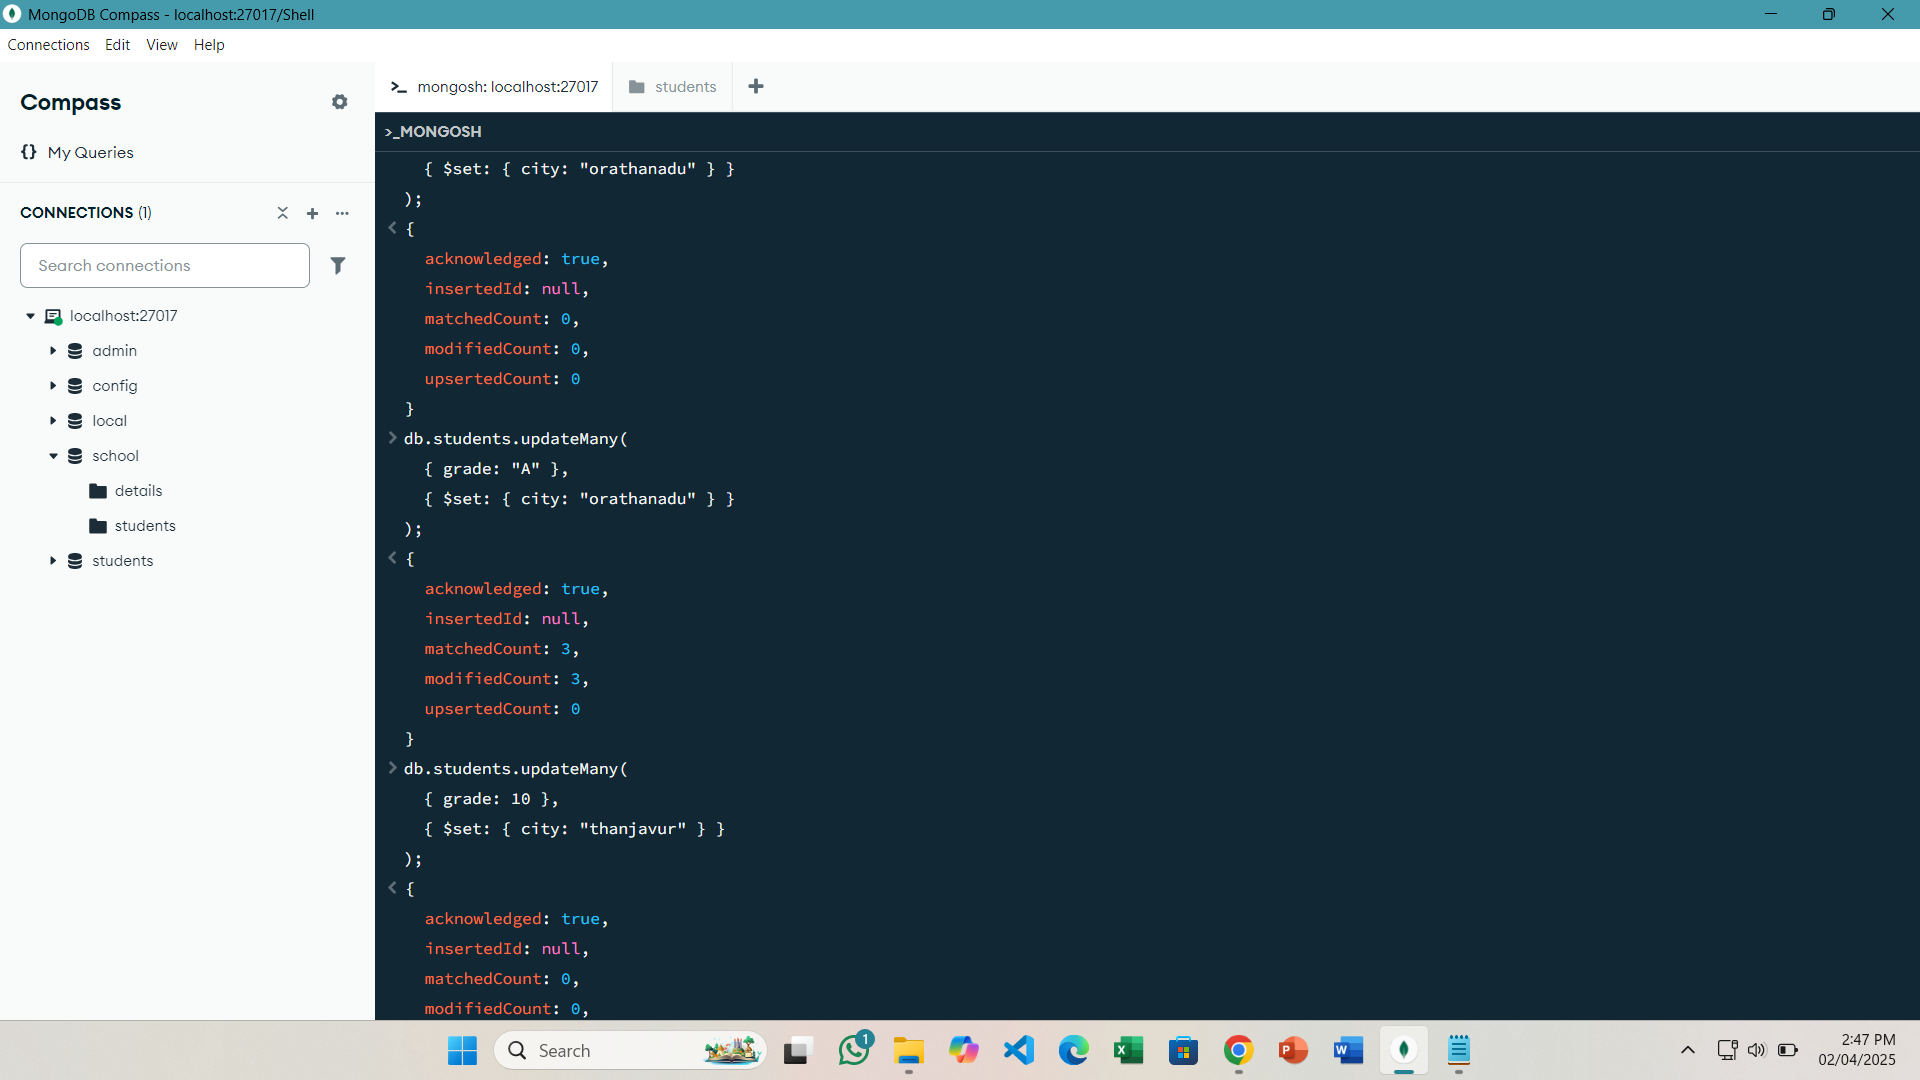 MongoDB Compass - localhost:27017/Shell
Connections Edit View Help
Compass
{} My Queries
CONNECTIONS (1)
Search connections
localhost:27017
admin
config
local
school
details
students
students
>_ mongosh: localhost:27017
students
>_MONGOSH
{ $set: { city: "orathanadu" } }
);
< {
acknowledged: true,
insertedId: null,
matchedCount: 0,
modifiedCount: 0,
upsertedCount: 0
}
> db.students.updateMany(
{ grade: "A" },
{ $set: { city: "orathanadu" } }
);
< {
acknowledged: true,
insertedId: null,
matchedCount: 3,
modifiedCount: 3,
upsertedCount: 0
}
> db.students.updateMany(
{ grade: 10 },
{ $set: { city: "thanjavur" } }
);
< {
acknowledged: true,
insertedId: null,
matchedCount: 0,
modifiedCount: 0,
Search
1
2:47 PM
02/04/2025